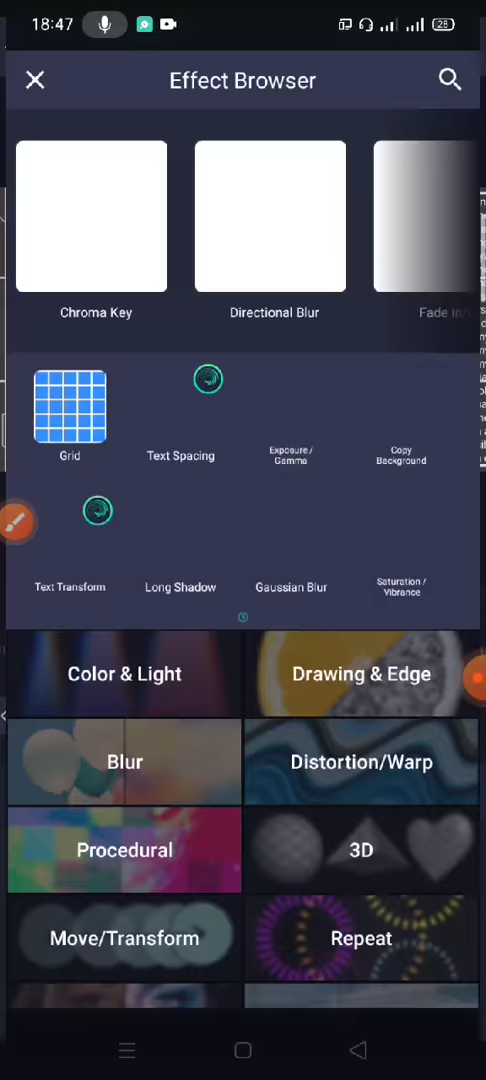 18:47
28
Effect Browser
Chroma Key
Directional Blur
Fade In/
Grid
Text Spacing
Exposure /
Gamma
Copy
Background
Text Transform
Long Shadow
Gaussian Blur
Saturation /
Vibrance
Color & Light
Drawing & Edge
Blur
Distortion/Warp
Procedural
3D
Move/Transform
Repeat